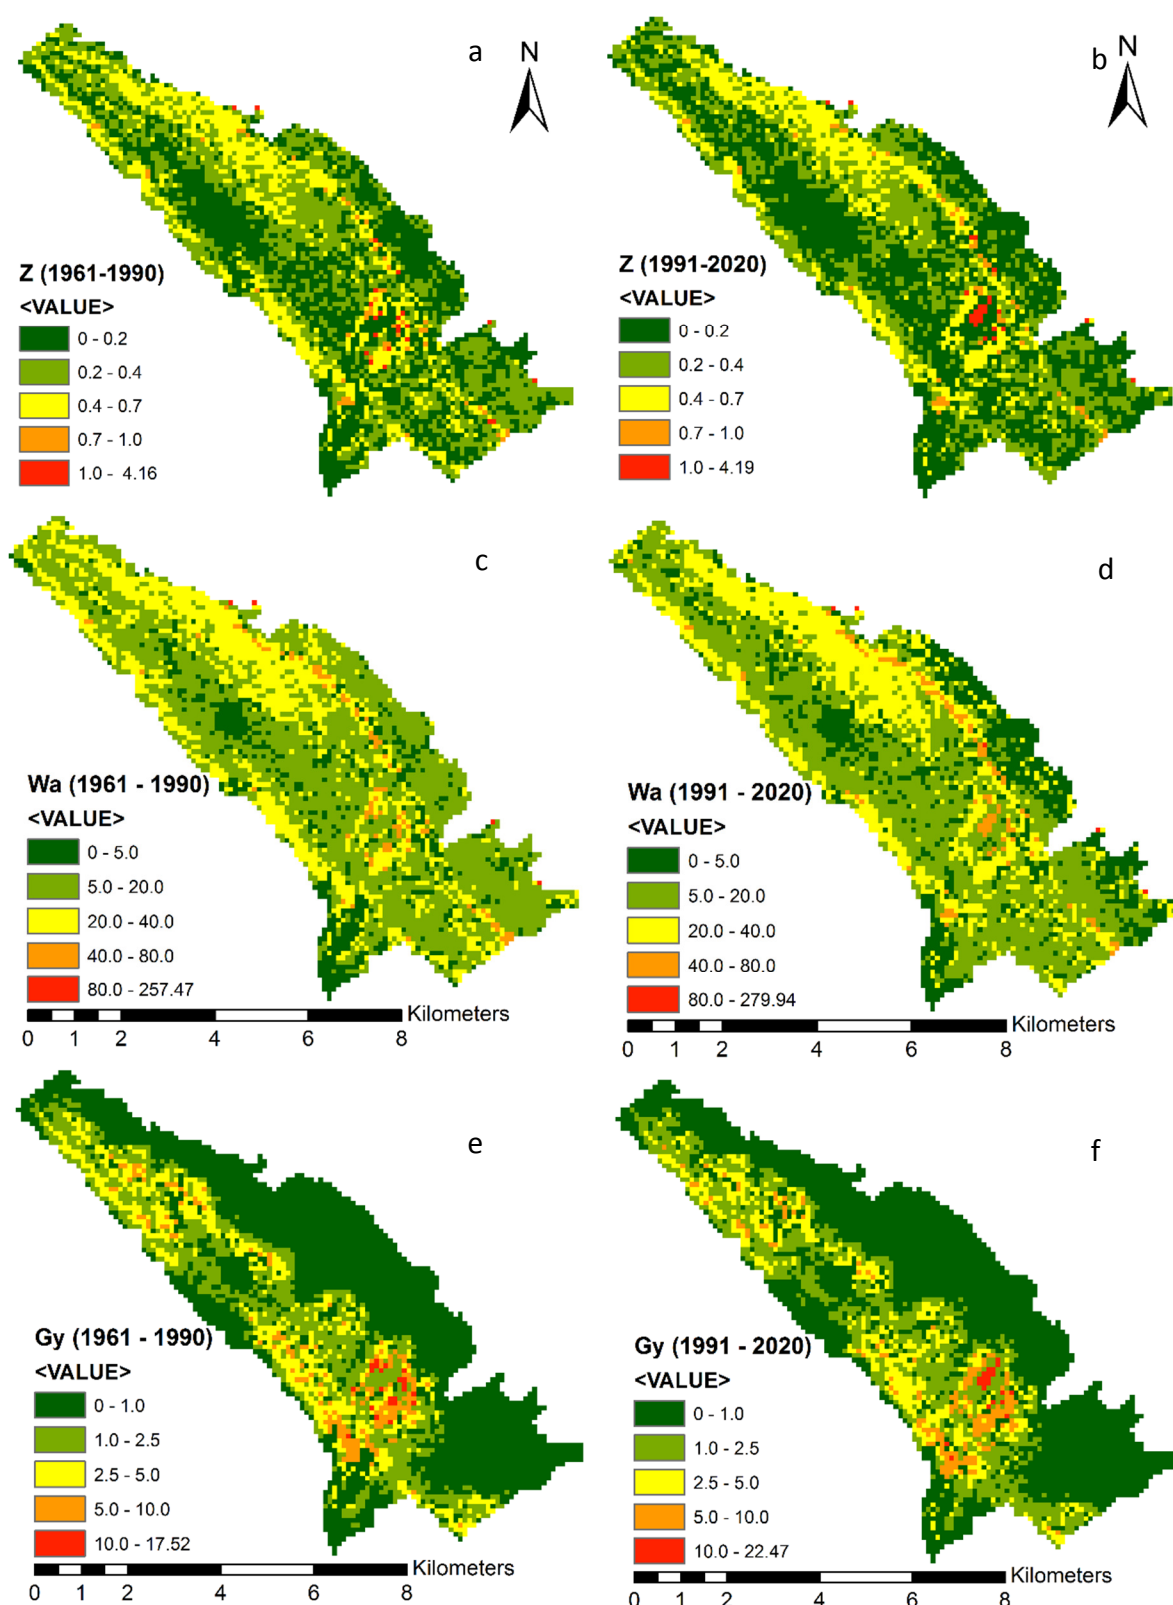 a
N
Z (1961-1990)
<VALUE>
0 - 0.2
0.2 - 0.4
0.4 - 0.7
0.7 - 1.0
1.0 - 4.16
b
N
Z (1991-2020)
<VALUE>
0 - 0.2
0.2 - 0.4
0.4 - 0.7
0.7 - 1.0
1.0 - 4.19
c
Wa (1961 - 1990)
<VALUE>
0 - 5.0
5.0 - 20.0
20.0 - 40.0
40.0 - 80.0
80.0 - 257.47
Kilometers
0 1 2 4 6 8
d
Wa (1991 - 2020)
<VALUE>
0 - 5.0
5.0 - 20.0
20.0 - 40.0
40.0 - 80.0
80.0 - 279.94
Kilometers
0 1 2 4 6 8
e
Gy (1961 - 1990)
<VALUE>
0 - 1.0
1.0 - 2.5
2.5 - 5.0
5.0 - 10.0
10.0 - 17.52
Kilometers
0 1 2 4 6 8
f
Gy (1991 - 2020)
<VALUE>
0 - 1.0
1.0 - 2.5
2.5 - 5.0
5.0 - 10.0
10.0 - 22.47
Kilometers
0 1 2 4 6 8